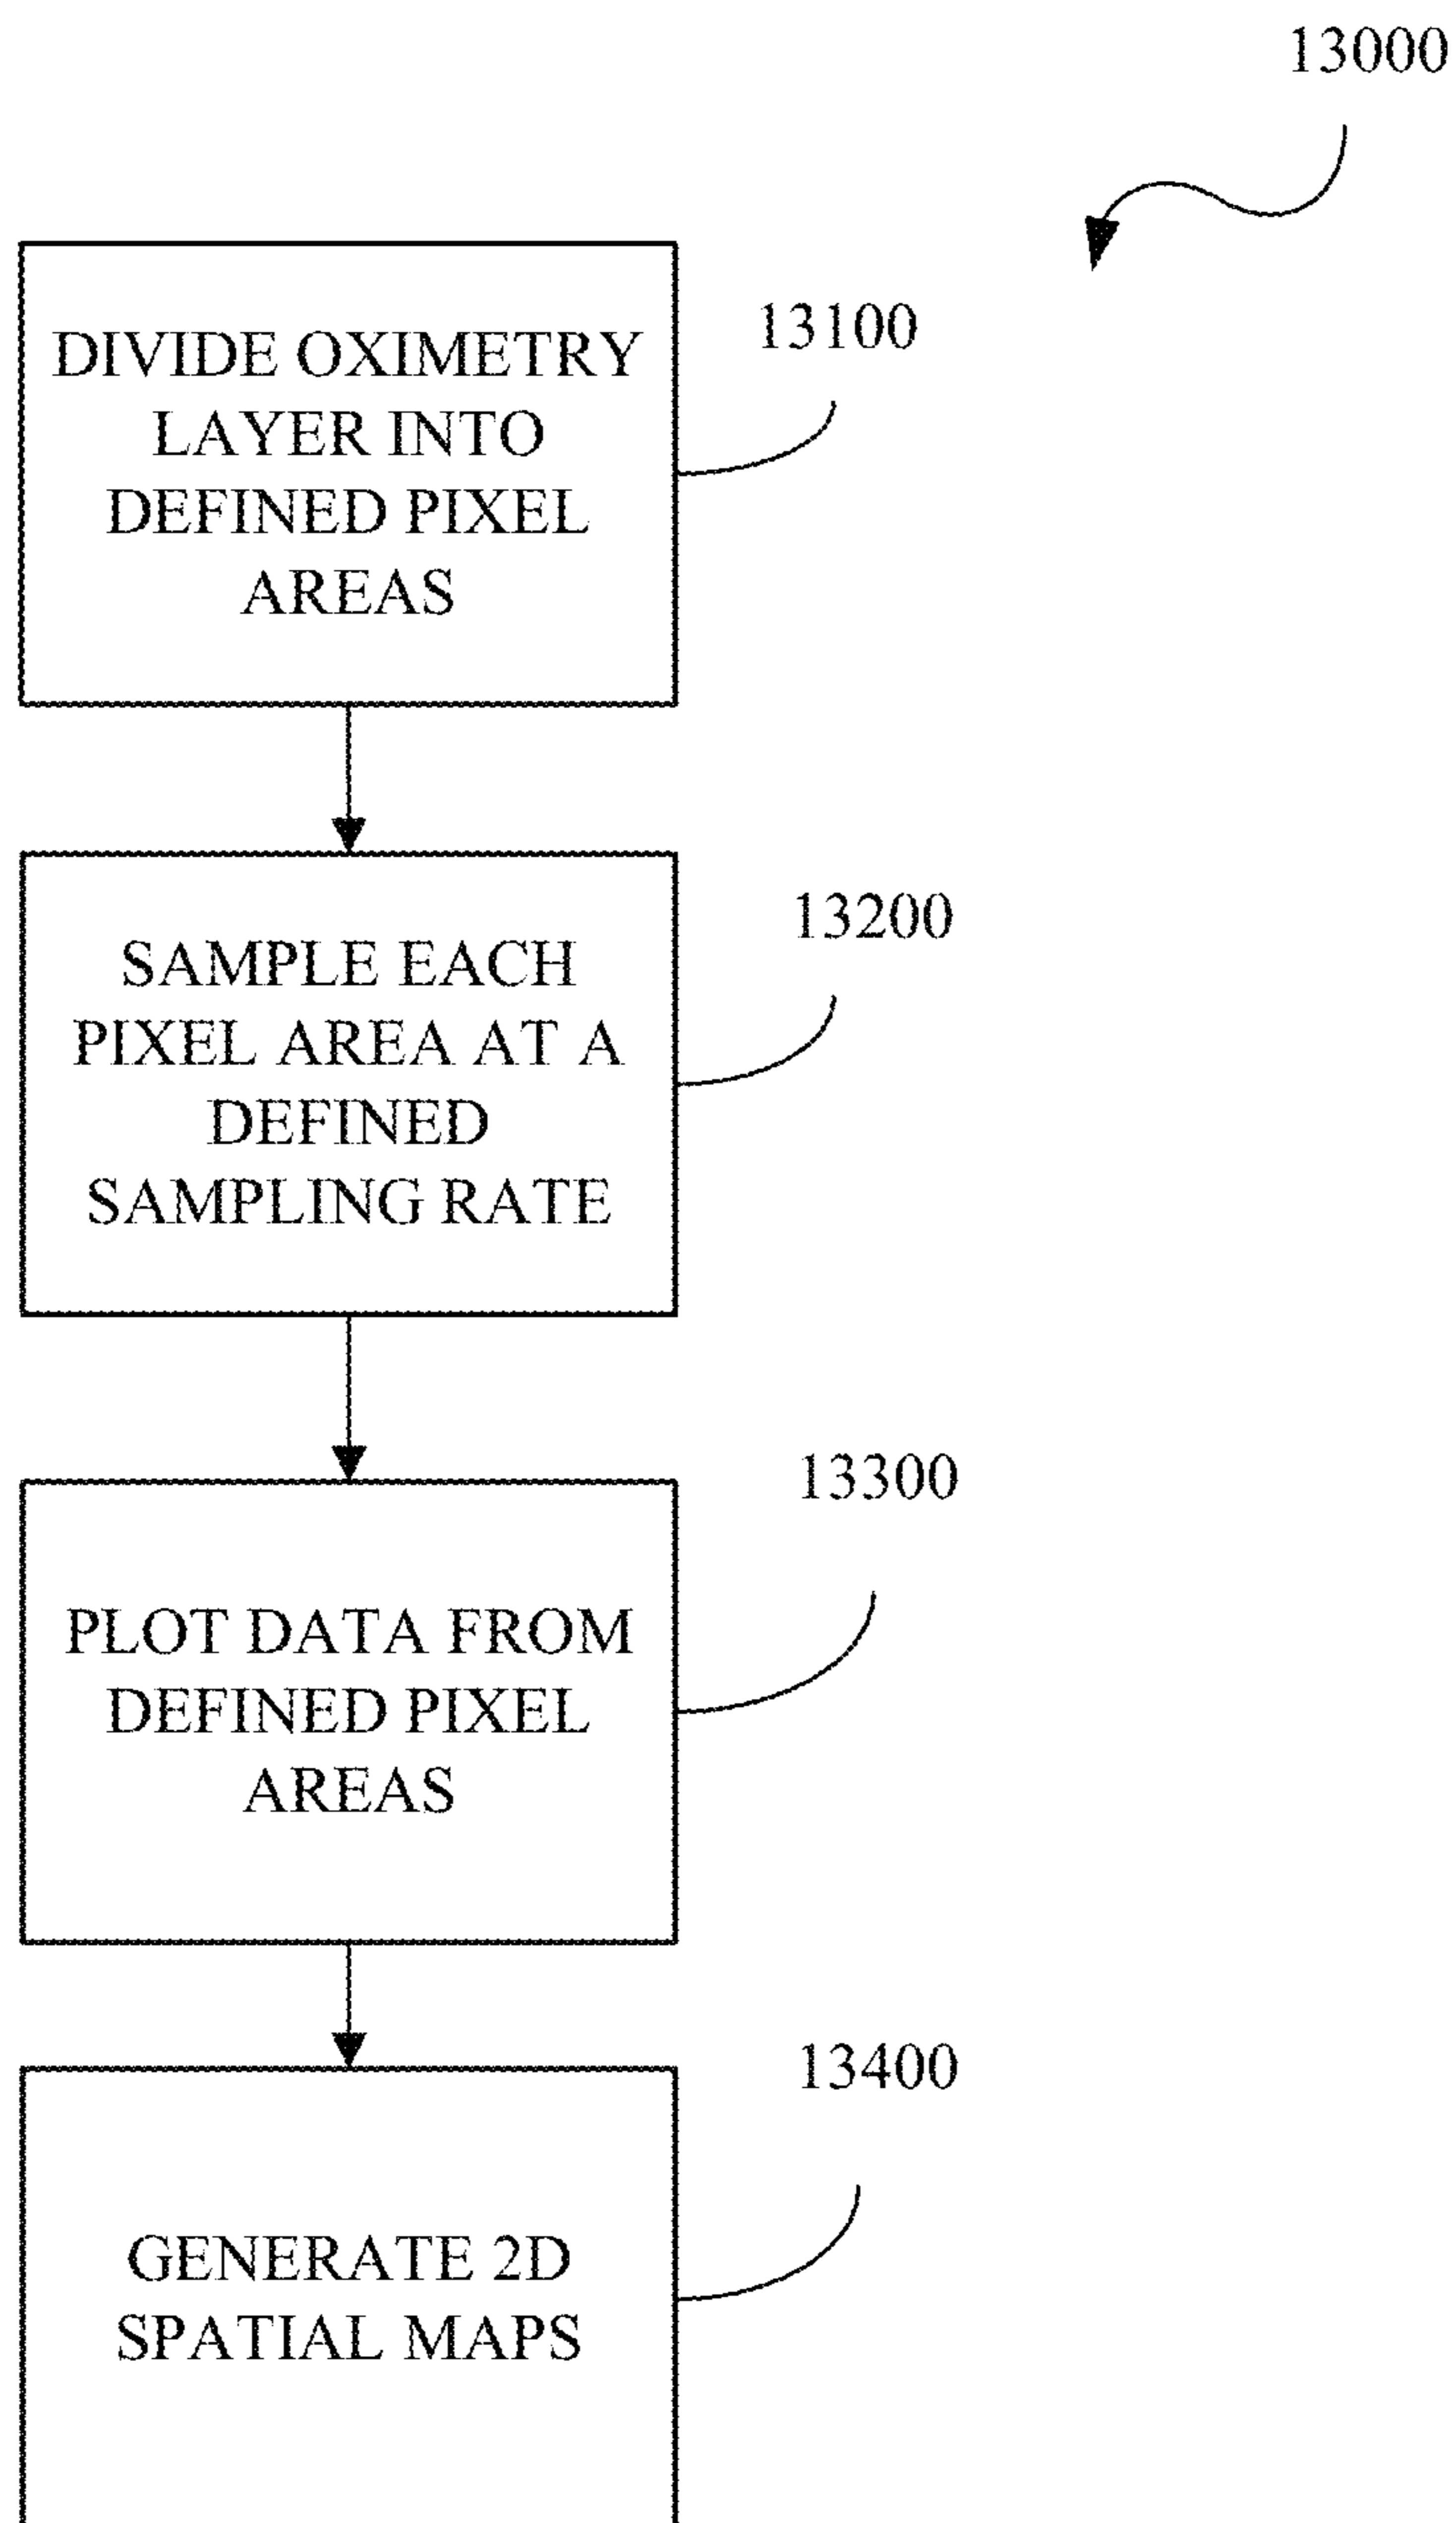 13000
DIVIDE OXIMETRY
LAYER INTO
DEFINED PIXEL
AREAS
13100
SAMPLE EACH
PIXEL AREA AT A
DEFINED
SAMPLING RATE
13200
PLOT DATA FROM
DEFINED PIXEL
AREAS
13300
GENERATE 2D
SPATIAL MAPS
13400